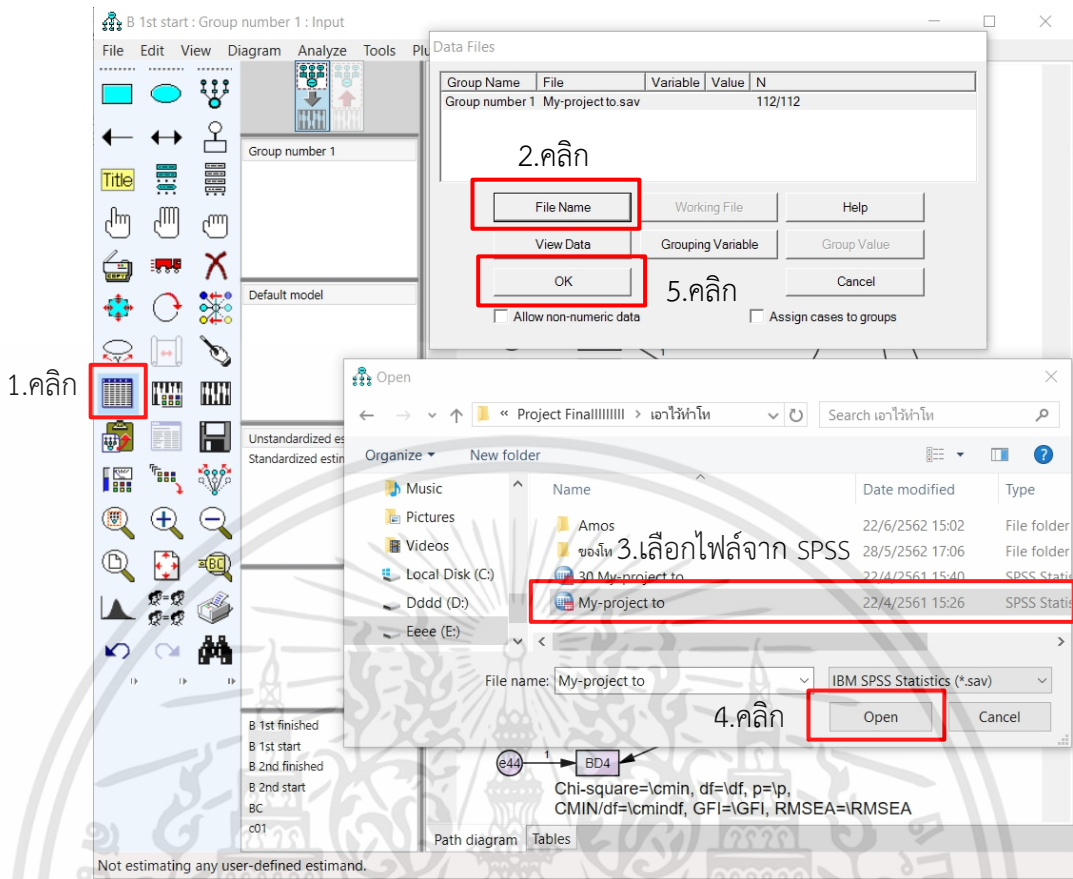 B 1st start : Group number 1 : Input
File Edit View Diagram Analyze Tools Plu
Data Files
Group Name File Variable Value N
Group number 1 My-project to.sav 112/112
2.คลิก
File Name Working File Help
View Data Grouping Variable Group Value
OK Cancel
5.คลิก
Allow non-numeric data Assign cases to groups
Title
Group number 1
Default model
1.คลิก
Unstandardized es
Standardized estin
Open
« Project Finalllllllll > เอาไว้ทำโท
Search เอาไว้ทำโท
Organize New folder
Music
Pictures
Videos
Local Disk (C:)
Dddd (D:)
Eeee (E:)
Name Date modified Type
Amos 22/6/2562 15:02 File folder
ของโท 28/5/2562 17:06 File folder
3.เลือกไฟล์จาก SPSS
30 My-project to 22/4/2561 15:40 SPSS Statis
My-project to 22/4/2561 15:26 SPSS Statis
File name: My-project to IBM SPSS Statistics (*.sav)
4.คลิก
Open Cancel
B 1st finished
B 1st start
B 2nd finished
B 2nd start
BC
c01
e44 1 BD4
Chi-square=\cmin, df=\df, p=\p,
CMIN/df=\cmindf, GFI=\GFI, RMSEA=\RMSEA
Path diagram Tables
Not estimating any user-defined estimand.